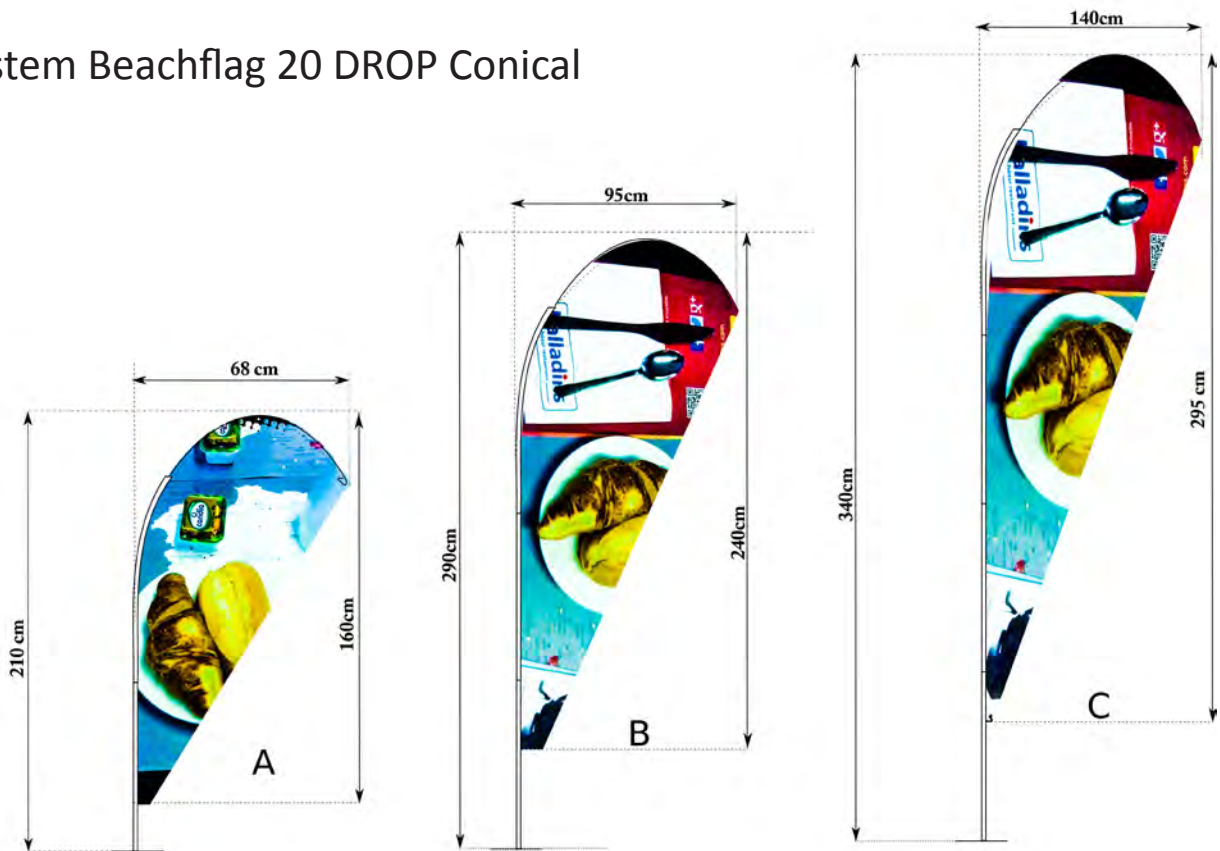 stem Beachflag 20 DROP Conical
140cm
95cm
68 cm
340cm
295 cm
290cm
240cm
210 cm
160cm
alladins
alladins
g+
g+
candia
A
B
C